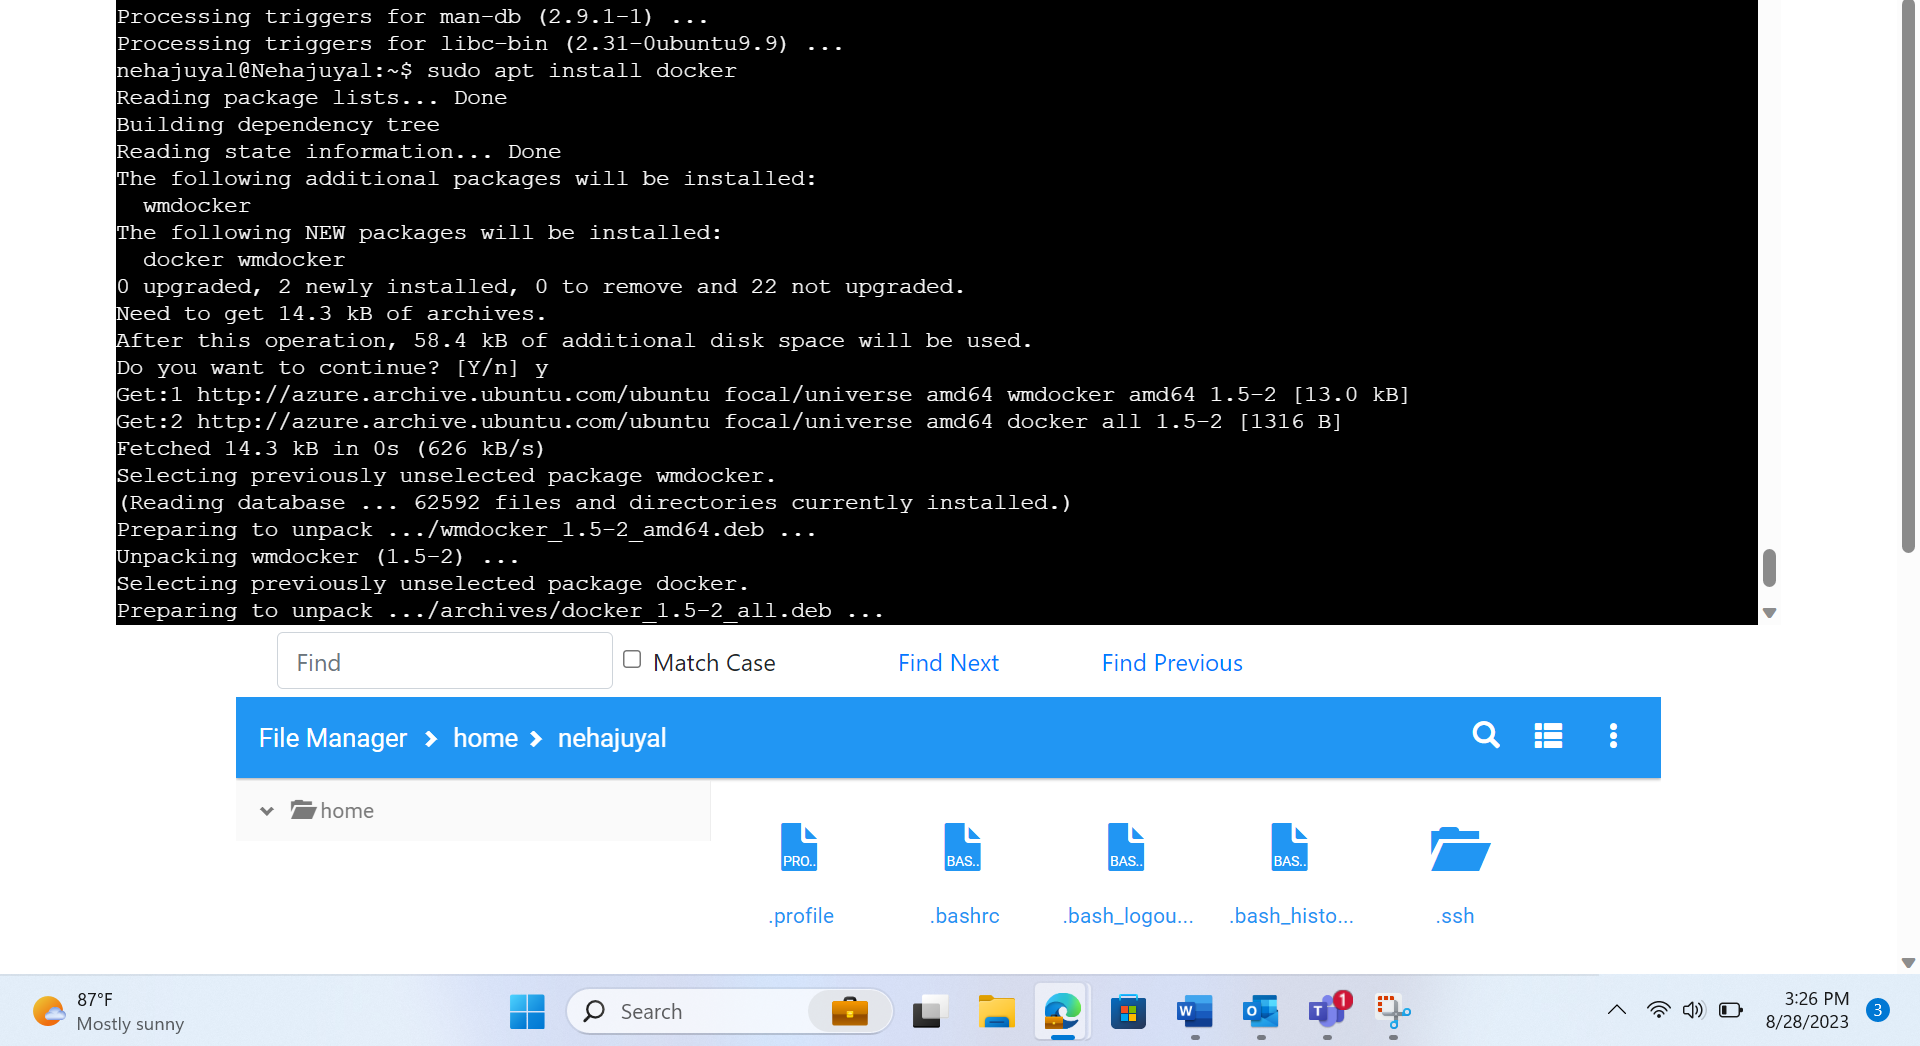 Processing triggers for man-db (2.9.1-1) ...
Processing triggers for libc-bin (2.31-0ubuntu9.9) ...
nehajuyal@Nehajuyal:~$ sudo apt install docker
Reading package lists... Done
Building dependency tree
Reading state information... Done
The following additional packages will be installed:
  wmdocker
The following NEW packages will be installed:
  docker wmdocker
0 upgraded, 2 newly installed, 0 to remove and 22 not upgraded.
Need to get 14.3 kB of archives.
After this operation, 58.4 kB of additional disk space will be used.
Do you want to continue? [Y/n] y
Get:1 http://azure.archive.ubuntu.com/ubuntu focal/universe amd64 wmdocker amd64 1.5-2 [13.0 kB]
Get:2 http://azure.archive.ubuntu.com/ubuntu focal/universe amd64 docker all 1.5-2 [1316 B]
Fetched 14.3 kB in 0s (626 kB/s)
Selecting previously unselected package wmdocker.
(Reading database ... 62592 files and directories currently installed.)
Preparing to unpack .../wmdocker_1.5-2_amd64.deb ...
Unpacking wmdocker (1.5-2) ...
Selecting previously unselected package docker.
Preparing to unpack .../archives/docker_1.5-2_all.deb ...
Find Match Case Find Next Find Previous
File Manager > home > nehajuyal
home
PRO.. BAS.. BAS.. BAS..
.profile .bashrc .bash_logou... .bash_histo... .ssh
87°F
Mostly sunny
Search
W O T 1
3:26 PM
8/28/2023
3